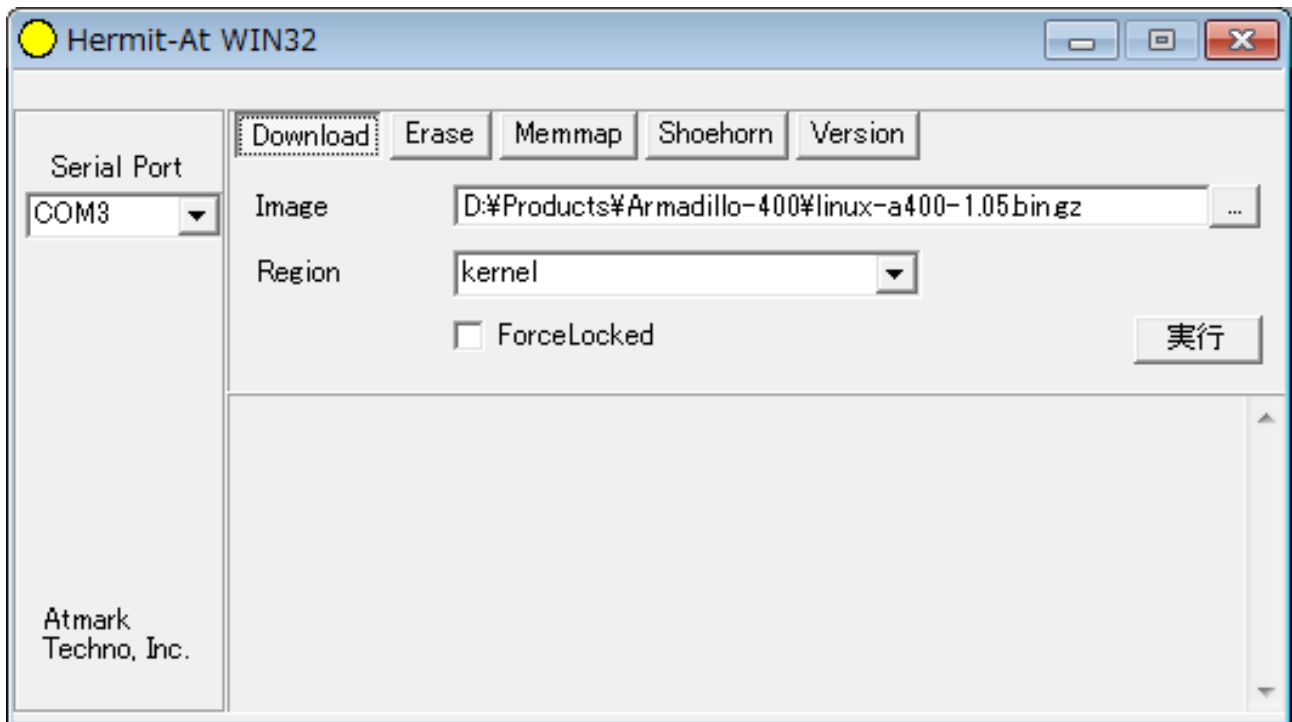 Hermit-At WIN32
Serial Port
COM3
Atmark
Techno, Inc.
Download Erase Memmap Shoehorn Version
Image D:¥Products¥Armadillo-400¥linux-a400-1.05.bin.gz ...
Region kernel
ForceLocked 実行